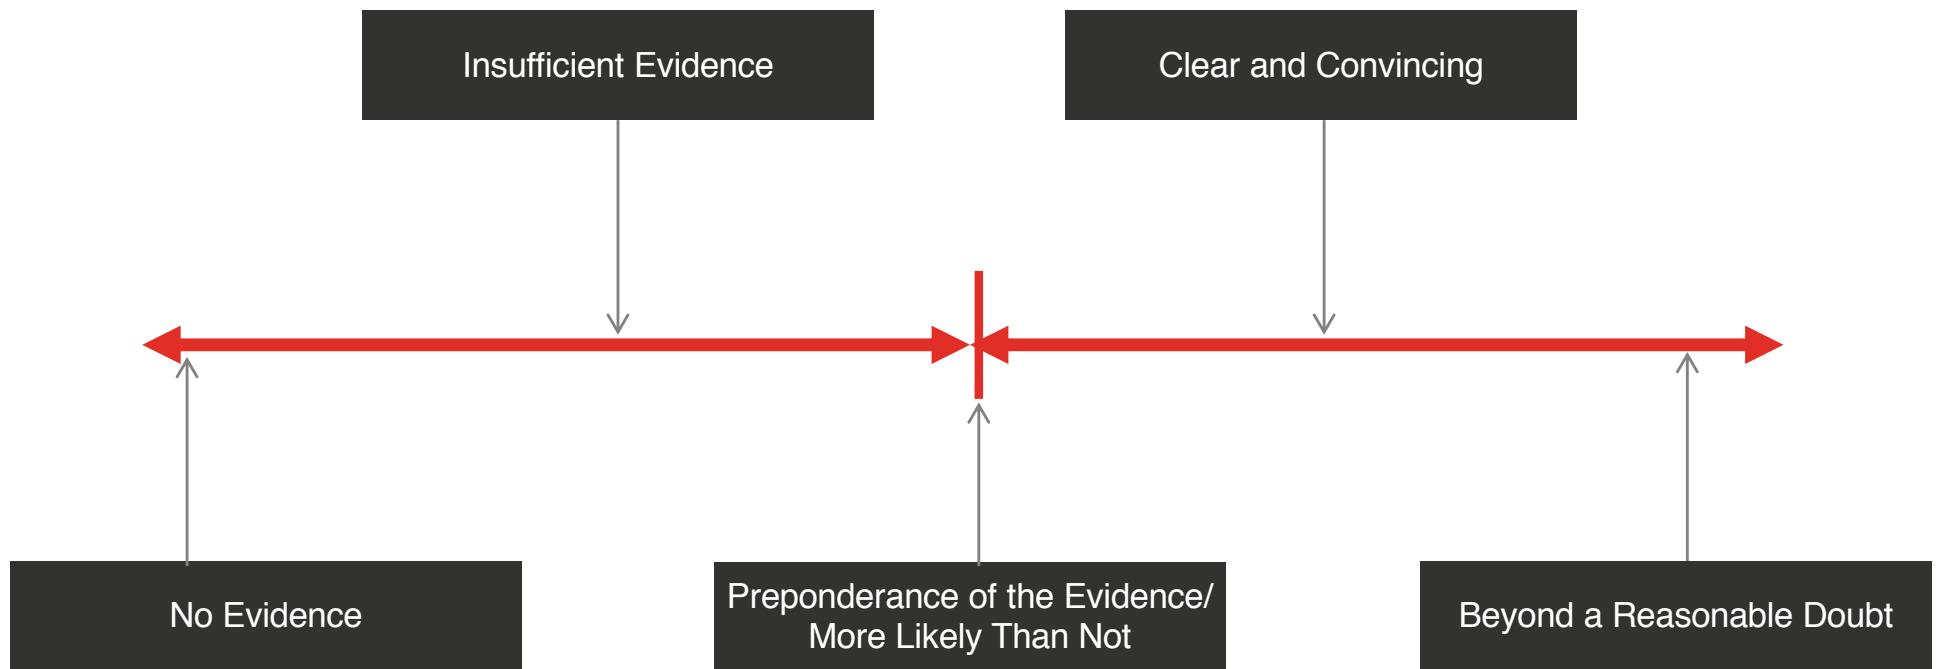 Insufficient Evidence
Clear and Convincing
No Evidence
Preponderance of the Evidence/
More Likely Than Not
Beyond a Reasonable Doubt